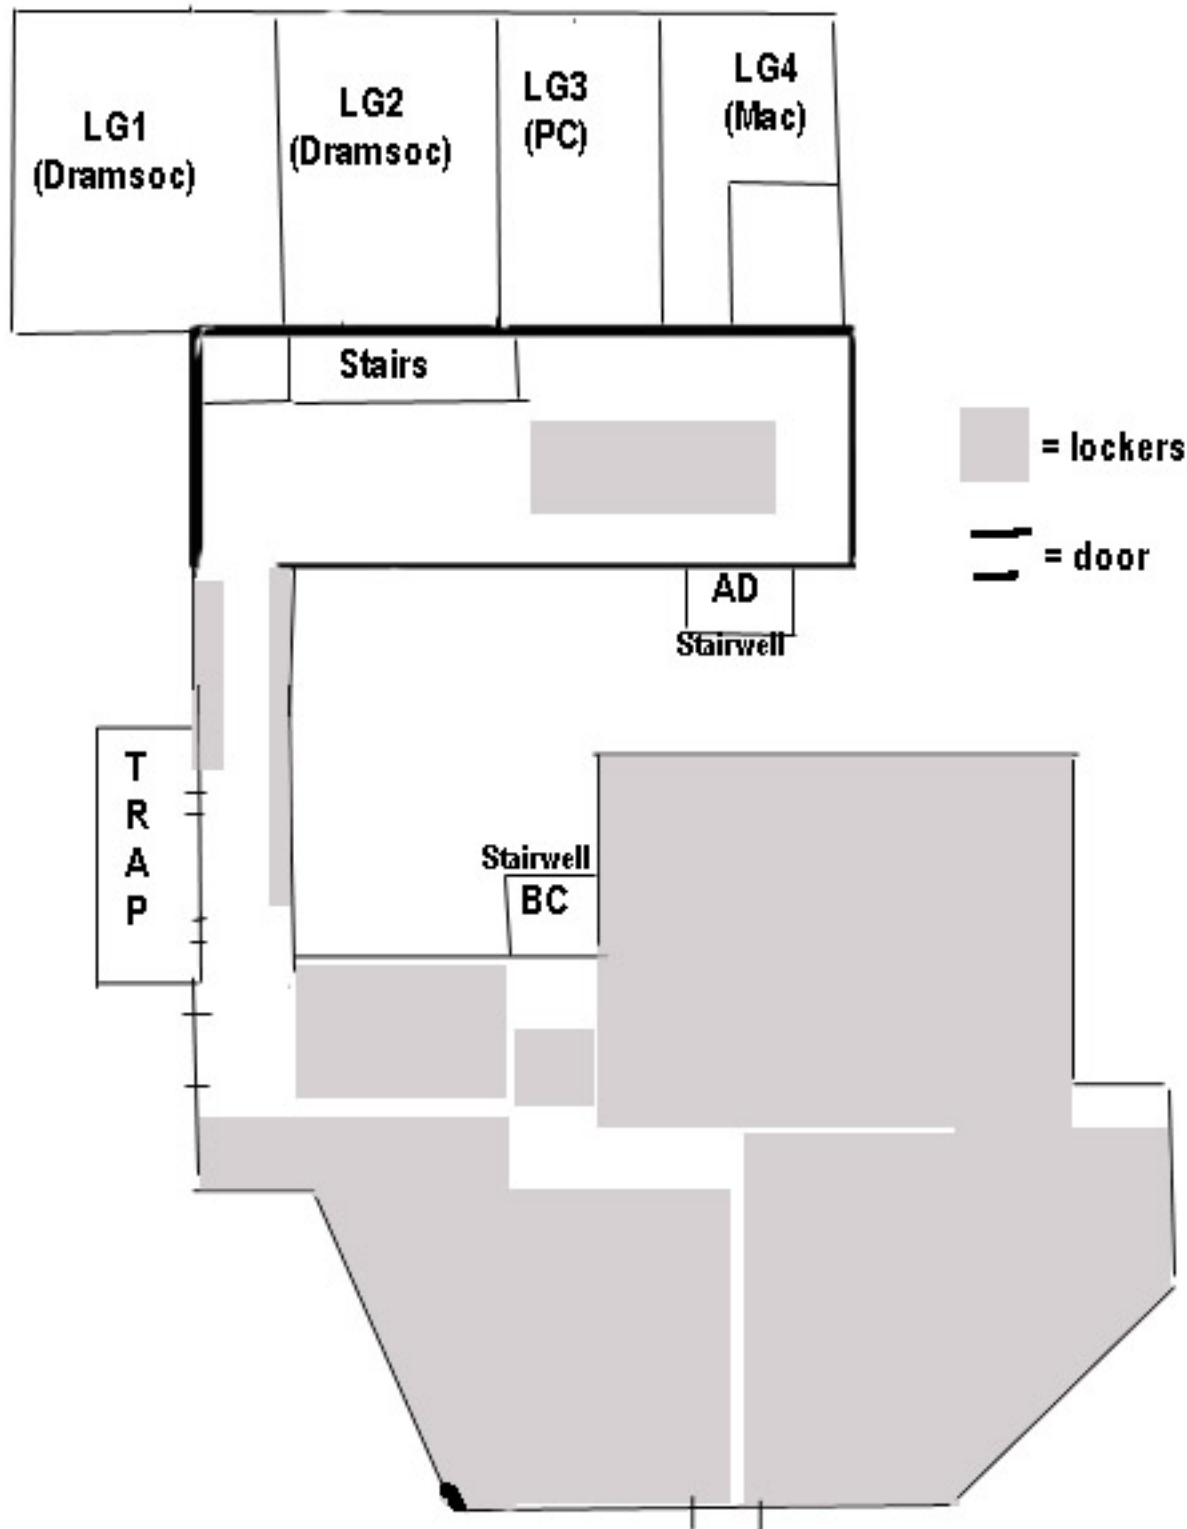 LG1
(Dramsoc)
LG2
(Dramsoc)
LG3
(PC)
LG4
(Mac)
Stairs
= lockers
= door
AD
Stairwell
T
R
A
P
Stairwell
BC